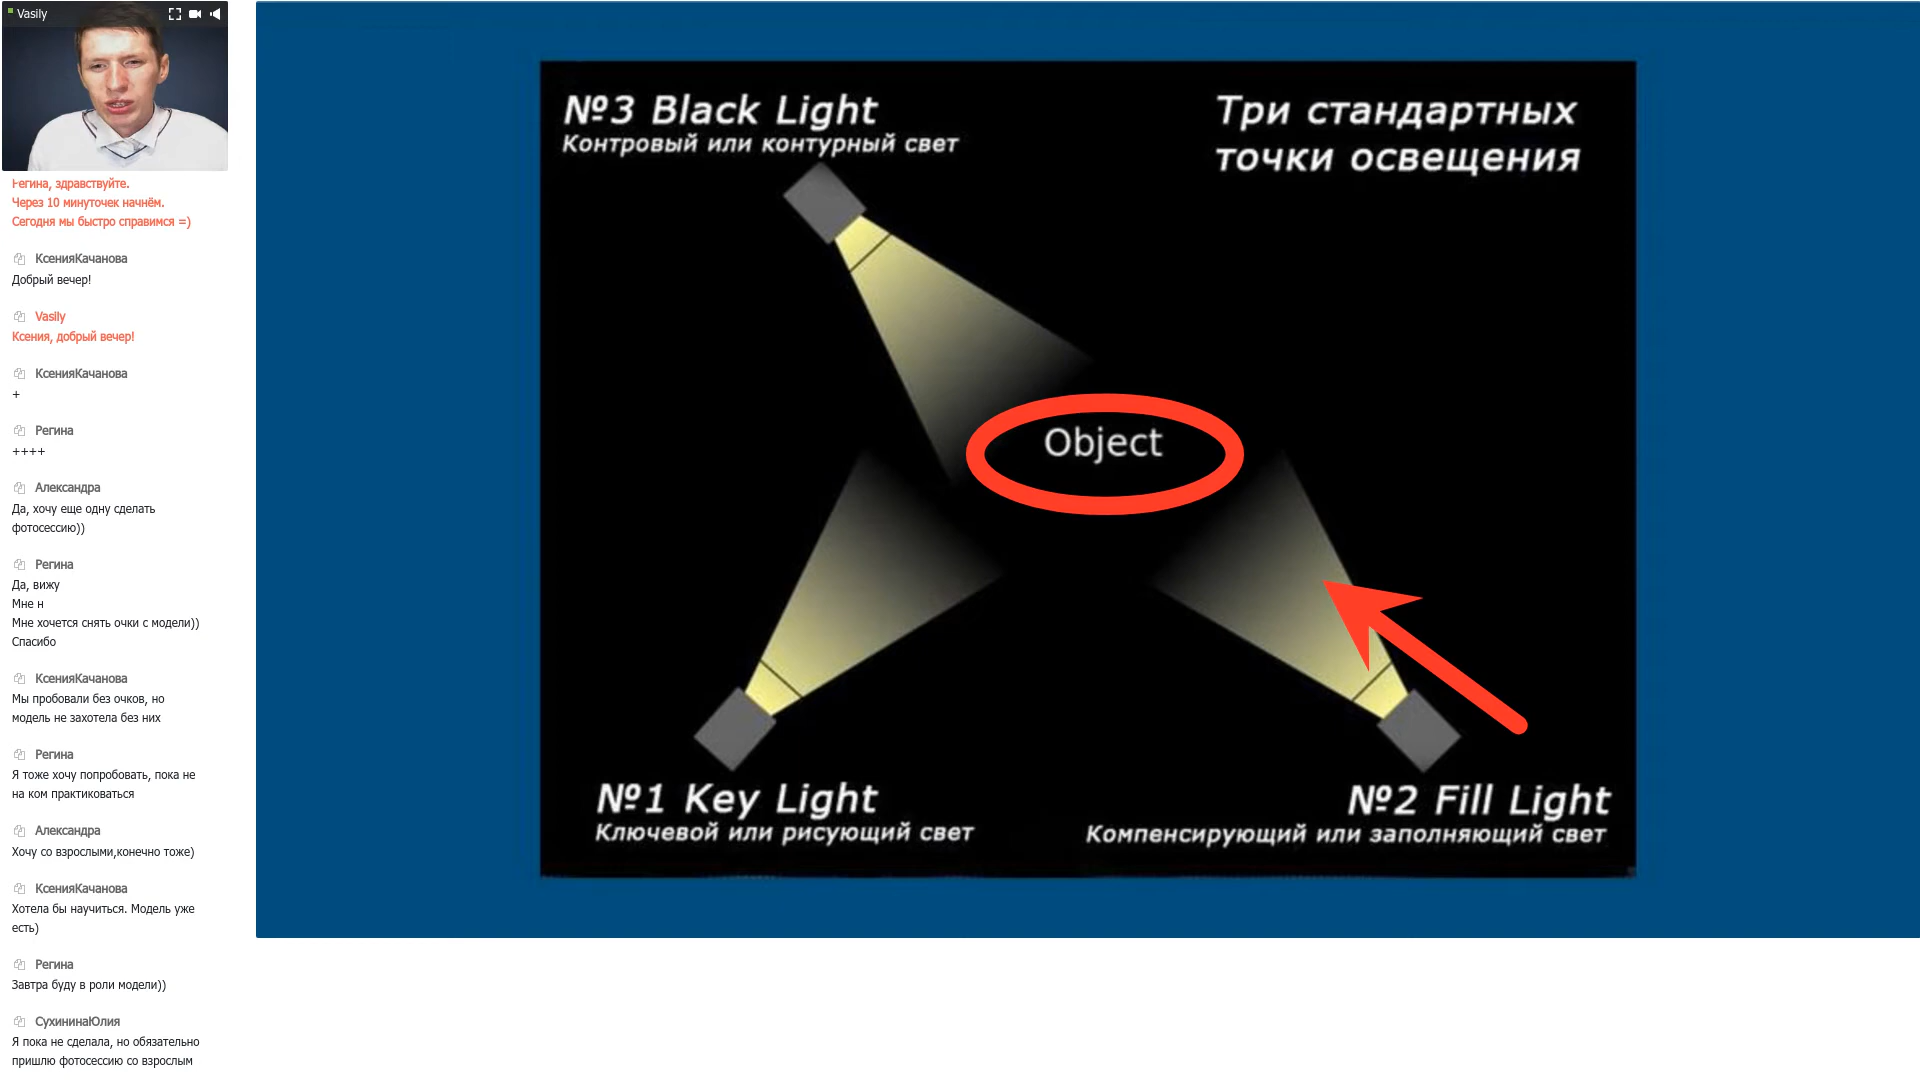 Vasily
Регина, здравствуйте.
Через 10 минуточек начнём.
Сегодня мы быстро справимся =)
КсенияКачанова
Добрый вечер!
Vasily
Ксения, добрый вечер!
КсенияКачанова
+
Регина
++++
Александра
Да, хочу еще одну сделать
фотосессию))
Регина
Да, вижу
Мне н
Мне хочется снять очки с модели))
Спасибо
КсенияКачанова
Мы пробовали без очков, но
модель не захотела без них
Регина
Я тоже хочу попробовать, пока не
на ком практиковаться
Александра
Хочу со взрослыми,конечно тоже)
КсенияКачанова
Хотела бы научиться. Модель уже
есть)
Регина
Завтра буду в роли модели))
СухининаЮлия
Я пока не сделала, но обязательно
пришлю фотосессию со взрослым
№3 Black Light
Контровый или контурный свет
Три стандартных
точки освещения
Object
№1 Key Light
Ключевой или рисующий свет
№2 Fill Light
Компенсирующий или заполняющий свет